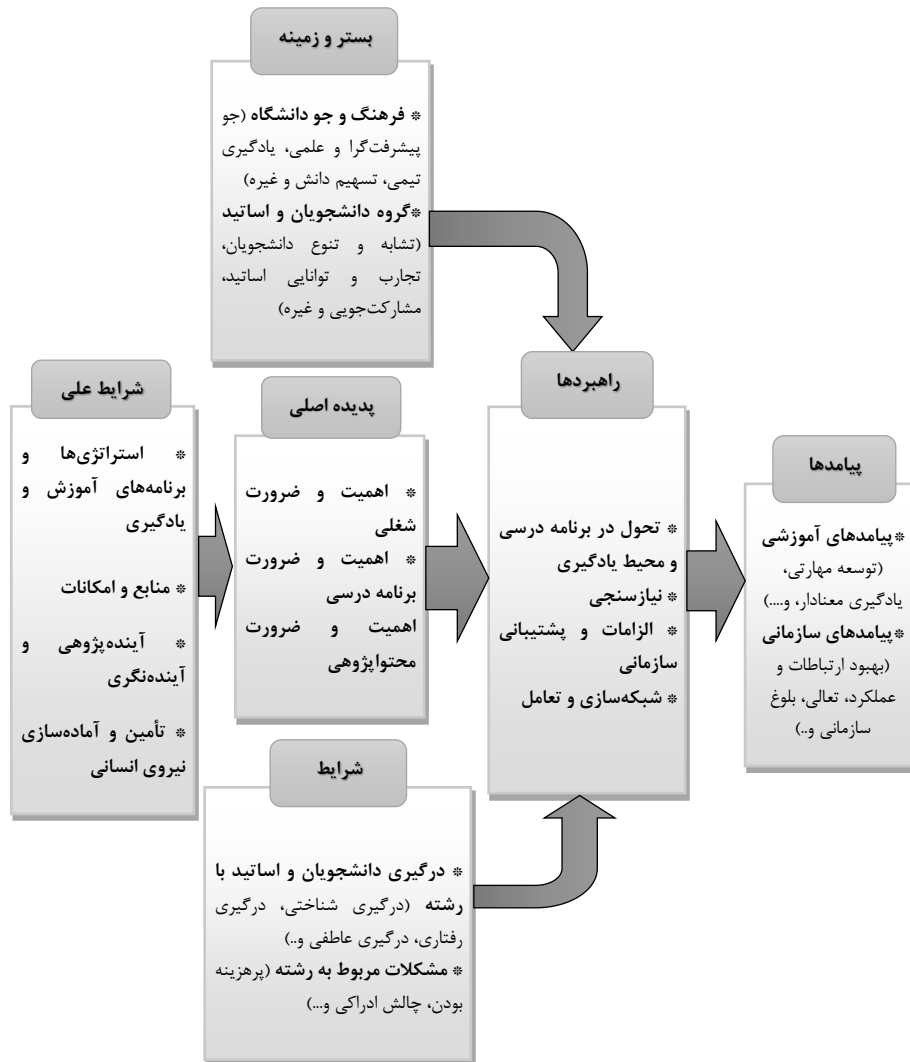 بستر و زمینه
※ فرهنگ و جو دانشگاه (جو
پیشرفت‌گرا و علمی، یادگیری
تیمی، تسهیم دانش و غیره)
※گروه دانشجویان و اساتید
(تشابه و تنوع دانشجویان،
تجارب و توانایی اساتید،
مشارکت‌جویی و غیره)
شرایط علی
※ استراتژی‌ها و
برنامه‌های آموزش و
یادگیری
※ منابع و امکانات
※ آینده‌پژوهی و
آینده‌نگری
※ تأمین و آماده‌سازی
نیروی انسانی
پدیده اصلی
※ اهمیت و ضرورت
شغلی
※ اهمیت و ضرورت
برنامه درسی
اهمیت و ضرورت
محتواپژوهی
راهبردها
※ تحول در برنامه درسی
و محیط یادگیری
※ نیازسنجی
※ الزامات و پشتیبانی
سازمانی
※ شبکه‌سازی و تعامل
پیامدها
※پیامدهای آموزشی
(توسعه مهارتی،
یادگیری معنادار، و....)
※پیامدهای سازمانی
(بهبود ارتباطات و
عملکرد، تعالی، بلوغ
سازمانی و..)
شرایط
※ درگیری دانشجویان و اساتید با
رشته (درگیری شناختی، درگیری
رفتاری، درگیری عاطفی و..)
※ مشکلات مربوط به رشته (پرهزینه
بودن، چالش ادراکی و...)